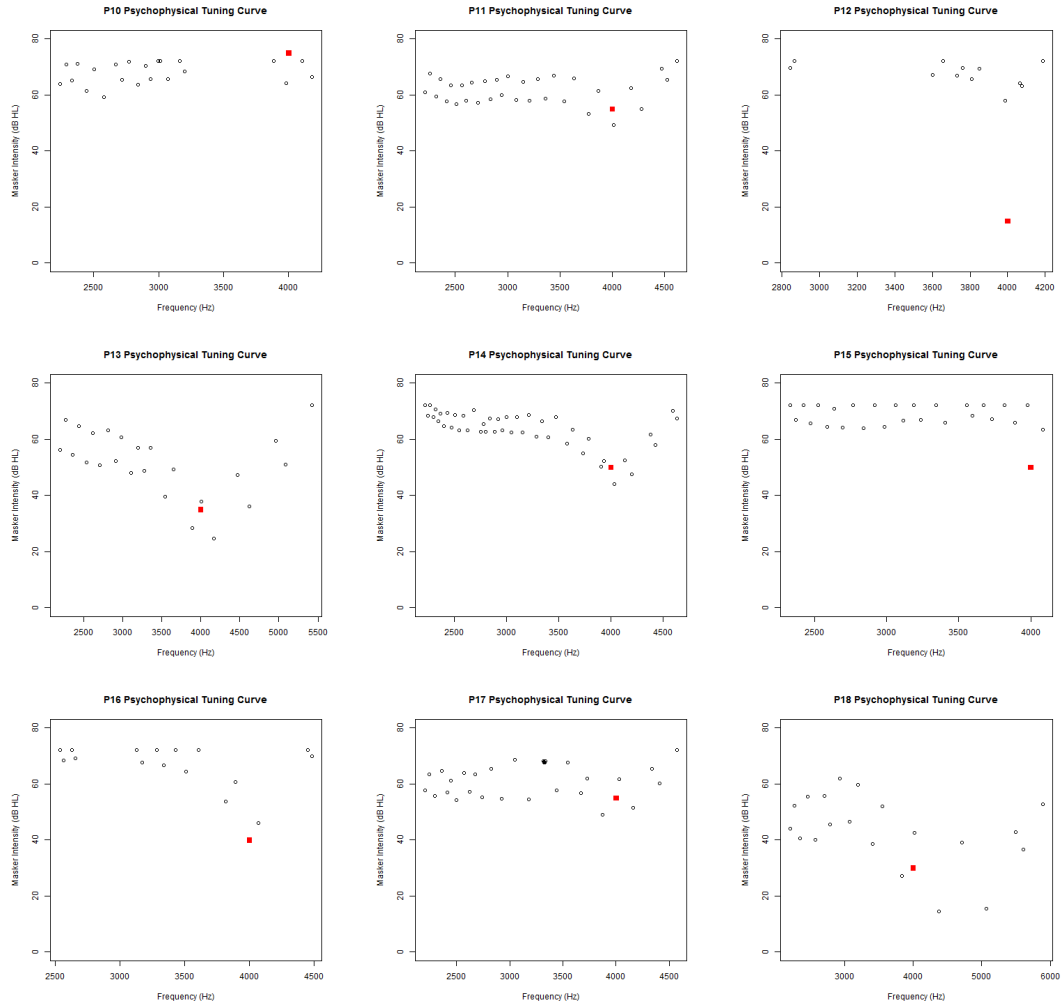 P10 Psychophysical Tuning Curve
Masker Intensity (dB HL)
80
60
40
20
0
2500 3000 3500 4000
Frequency (Hz)
P11 Psychophysical Tuning Curve
Masker Intensity (dB HL)
80
60
40
20
0
2500 3000 3500 4000 4500
Frequency (Hz)
P12 Psychophysical Tuning Curve
Masker Intensity (dB HL)
80
60
40
20
0
2800 3000 3200 3400 3600 3800 4000 4200
Frequency (Hz)
P13 Psychophysical Tuning Curve
Masker Intensity (dB HL)
80
60
40
20
0
2500 3000 3500 4000 4500 5000 5500
Frequency (Hz)
P14 Psychophysical Tuning Curve
Masker Intensity (dB HL)
80
60
40
20
0
2500 3000 3500 4000 4500
Frequency (Hz)
P15 Psychophysical Tuning Curve
Masker Intensity (dB HL)
80
60
40
20
0
2500 3000 3500 4000
Frequency (Hz)
P16 Psychophysical Tuning Curve
Masker Intensity (dB HL)
80
60
40
20
0
2500 3000 3500 4000 4500
Frequency (Hz)
P17 Psychophysical Tuning Curve
Masker Intensity (dB HL)
80
60
40
20
0
2500 3000 3500 4000 4500
Frequency (Hz)
P18 Psychophysical Tuning Curve
Masker Intensity (dB HL)
80
60
40
20
0
3000 4000 5000 6000
Frequency (Hz)